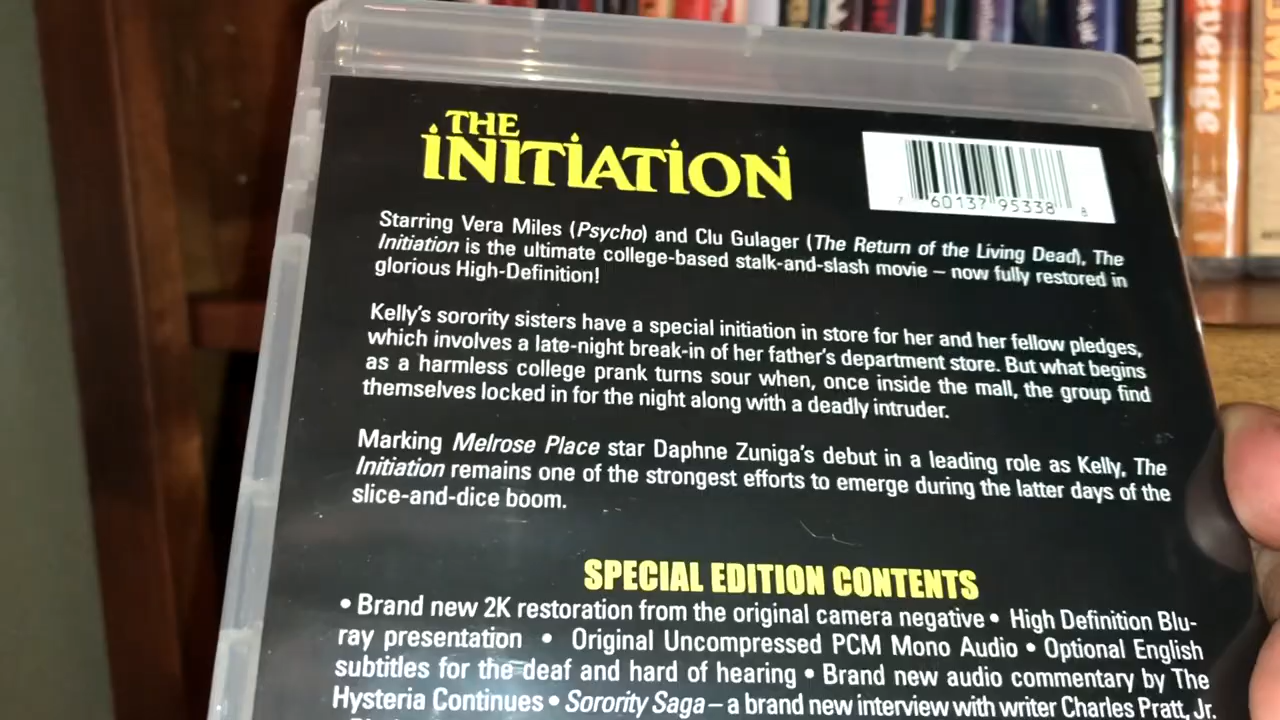 THE
INITIATION
7 60137 95338 8
Starring Vera Miles (Psycho) and Clu Gulager (The Return of the Living Dead), The
Initiation is the ultimate college-based stalk-and-slash movie – now fully restored in
glorious High-Definition!
Kelly's sorority sisters have a special initiation in store for her and her fellow pledges,
which involves a late-night break-in of her father's department store. But what begins
as a harmless college prank turns sour when, once inside the mall, the group find
themselves locked in for the night along with a deadly intruder.
Marking Melrose Place star Daphne Zuniga's debut in a leading role as Kelly, The
Initiation remains one of the strongest efforts to emerge during the latter days of the
slice-and-dice boom.
SPECIAL EDITION CONTENTS
• Brand new 2K restoration from the original camera negative • High Definition Blu-
ray presentation • Original Uncompressed PCM Mono Audio • Optional English
subtitles for the deaf and hard of hearing • Brand new audio commentary by The
Hysteria Continues • Sorority Saga – a brand new interview with writer Charles Pratt, Jr.
evenge